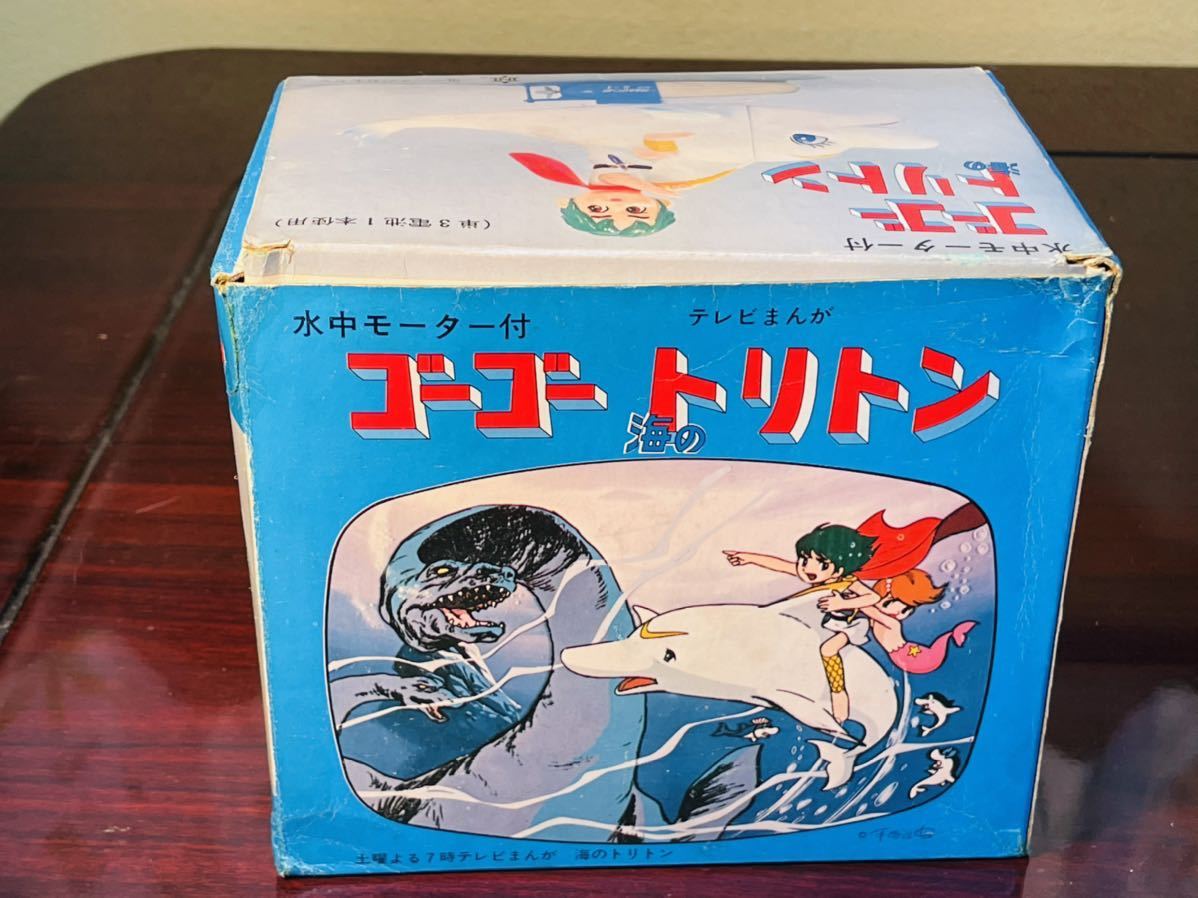 海の
トリトン
ゴーゴー
水中モーター付
(単3電池1本使用)
水中モーター付
テレビまんが
ゴーゴー 海の トリトン
土曜よる7時テレビまんが 海のトリトン